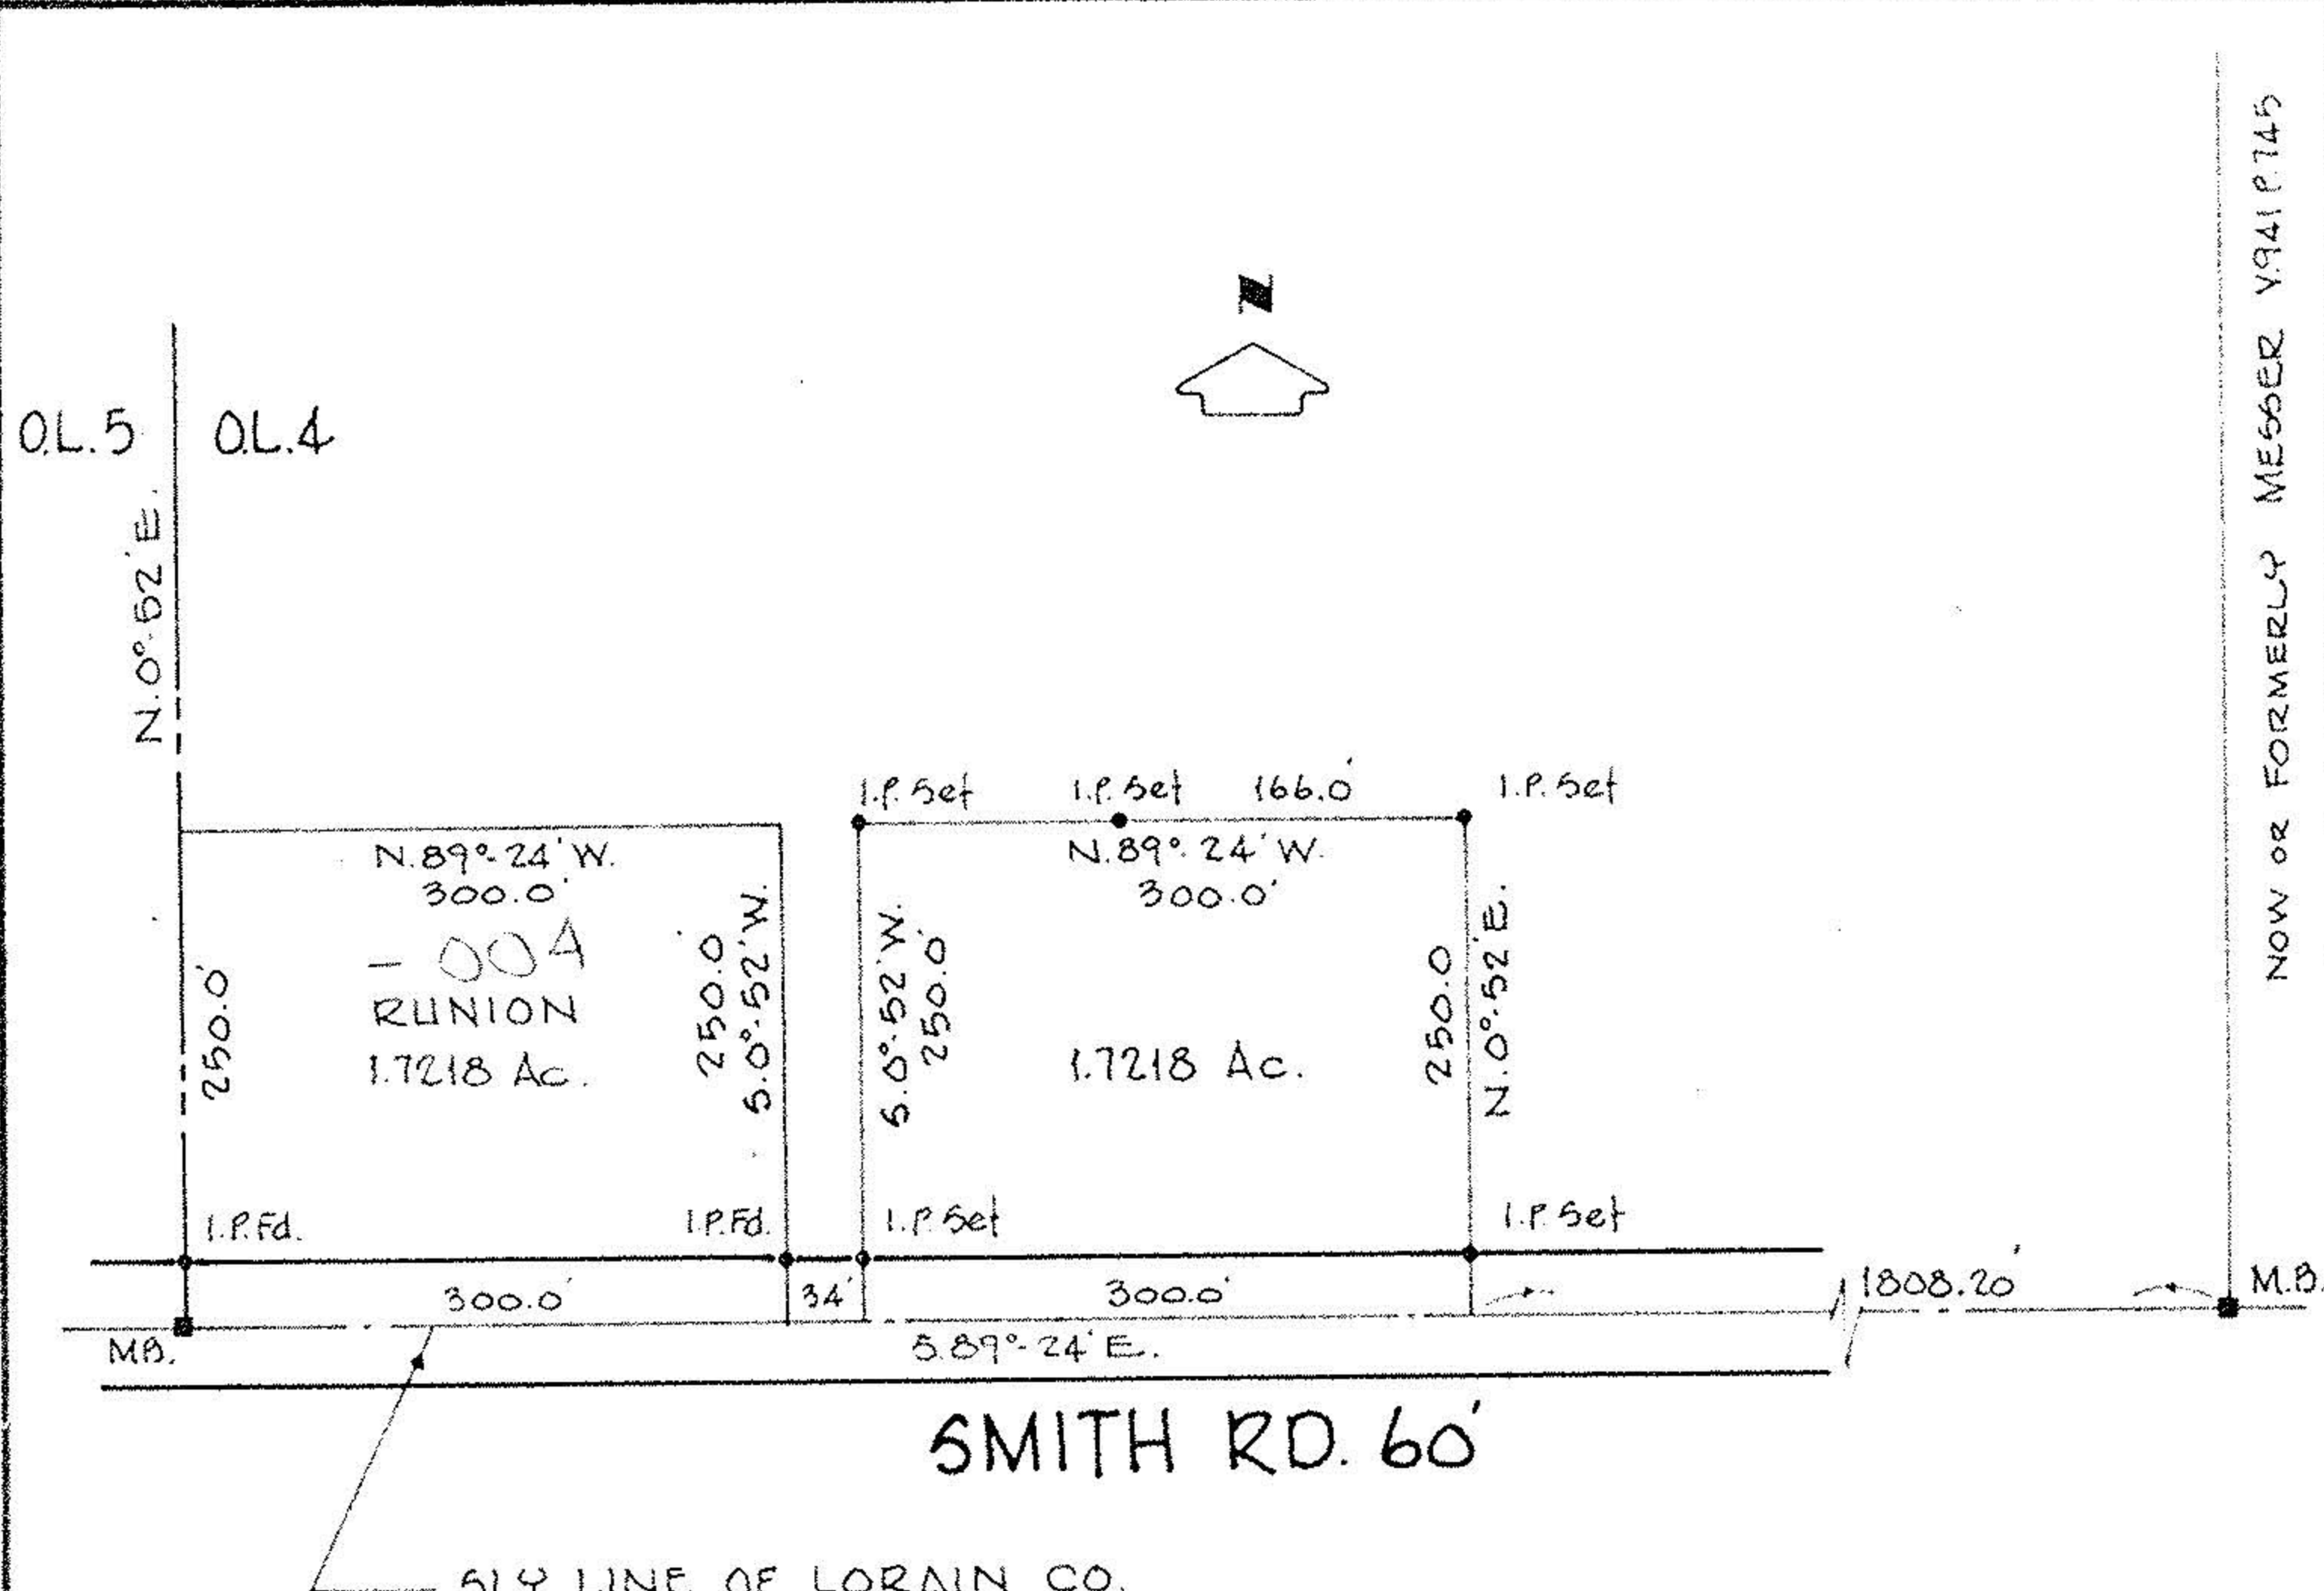 N
O.L.5
O.L.4
N.0°-52'E.
NOW OR FORMERLY MESSER V.941 P.745
I.P. Set
I.P. Set
166.0'
I.P. Set
N.89°-24'W.
300.0'
- 004
RUNION
1.7218 Ac.
250.0'
250.0'
S.0°-52'W.
S.0°-52'W.
250.0'
N.89°-24'W.
300.0'
1.7218 Ac.
250.0
N.0°-52'E.
I.P.Fd.
I.P.Fd.
I.P. Set
I.P. Set
300.0'
34'
300.0'
1808.20'
M.B.
M.B.
S.89°-24'E.
SMITH RD. 60'
SLY LINE OF LORAIN CO.